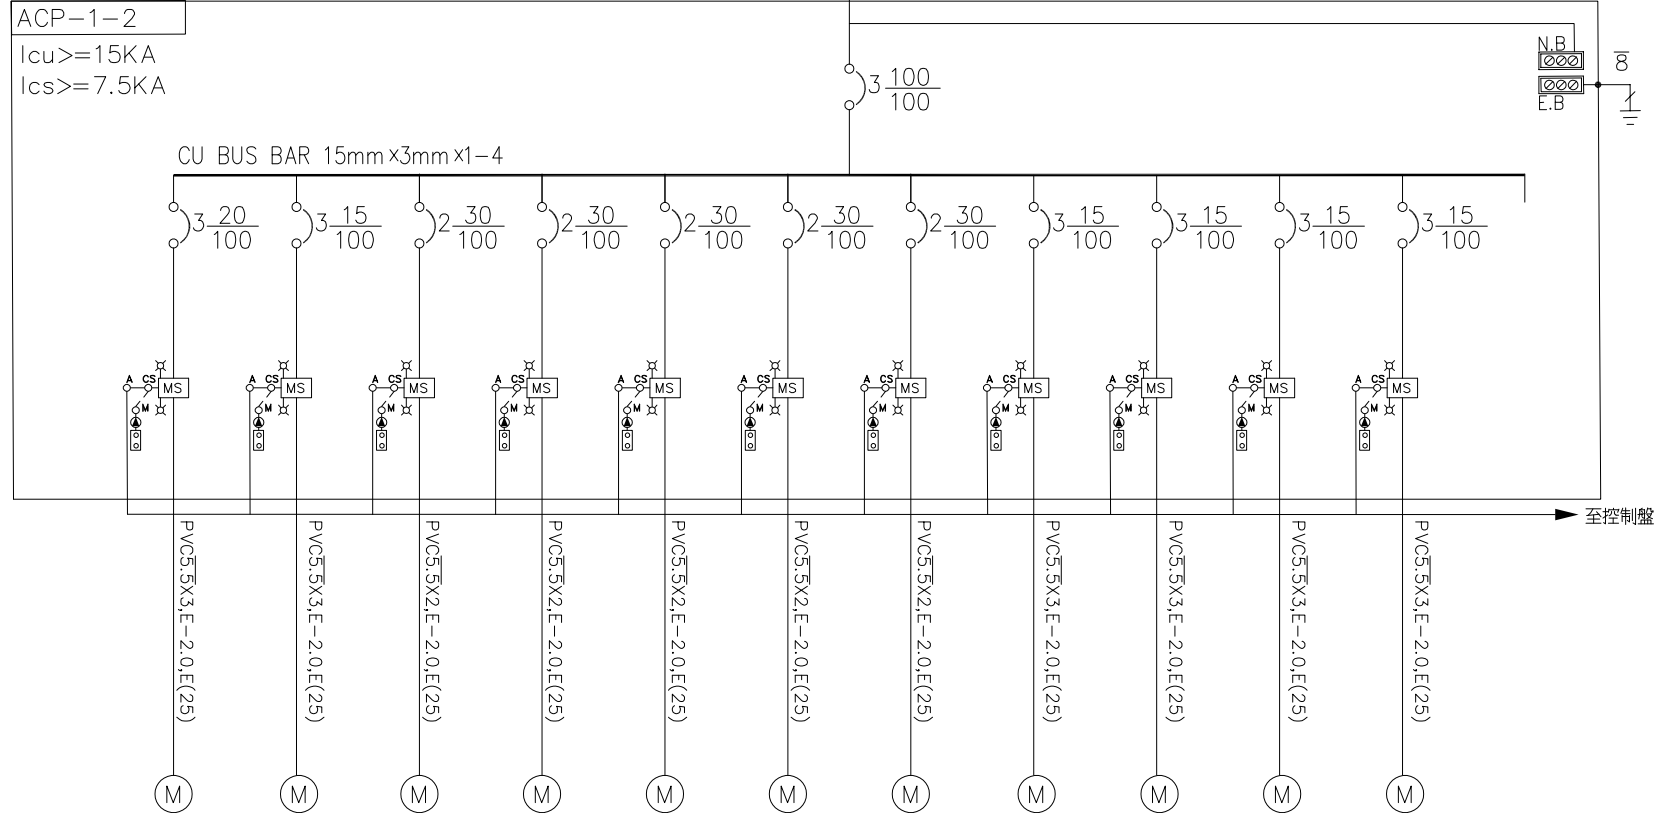 ACP-1-2
Icu>=15KA
Ics>=7.5KA
3 100/100
N.B
E.B
8
CU BUS BAR 15mm×3mm×1-4
3 20/100 3 15/100 2 30/100 2 30/100 2 30/100 2 30/100 2 30/100 3 15/100 3 15/100 3 15/100 3 15/100
A CS MS A CS MS A CS MS A CS MS A CS MS A CS MS A CS MS A CS MS A CS MS A CS MS A CS MS
M M M M M M M M M M M
至控制盤
PVC5.5X3,E-2.0,E(25)
PVC5.5X3,E-2.0,E(25)
PVC5.5X2,E-2.0,E(25)
PVC5.5X2,E-2.0,E(25)
PVC5.5X2,E-2.0,E(25)
PVC5.5X2,E-2.0,E(25)
PVC5.5X2,E-2.0,E(25)
PVC5.5X3,E-2.0,E(25)
PVC5.5X3,E-2.0,E(25)
PVC5.5X3,E-2.0,E(25)
PVC5.5X3,E-2.0,E(25)
M M M M M M M M M M M